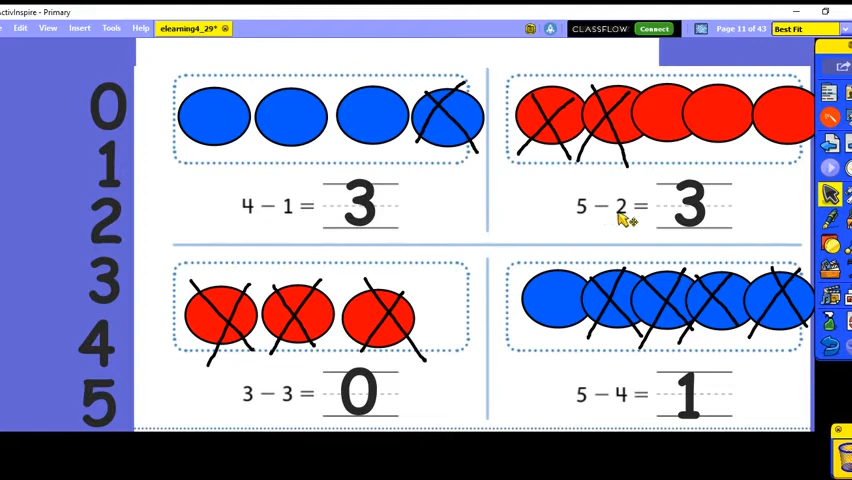 ActivInspire - Primary
File Edit View Insert Tools Help CLASSFLOW Connect Page 11 of 43 Best Fit
elearning4_29*
0
1
2
3
4
5
4 − 1 = 3
5 − 2 = 3
3 − 3 = 0
5 − 4 = 1